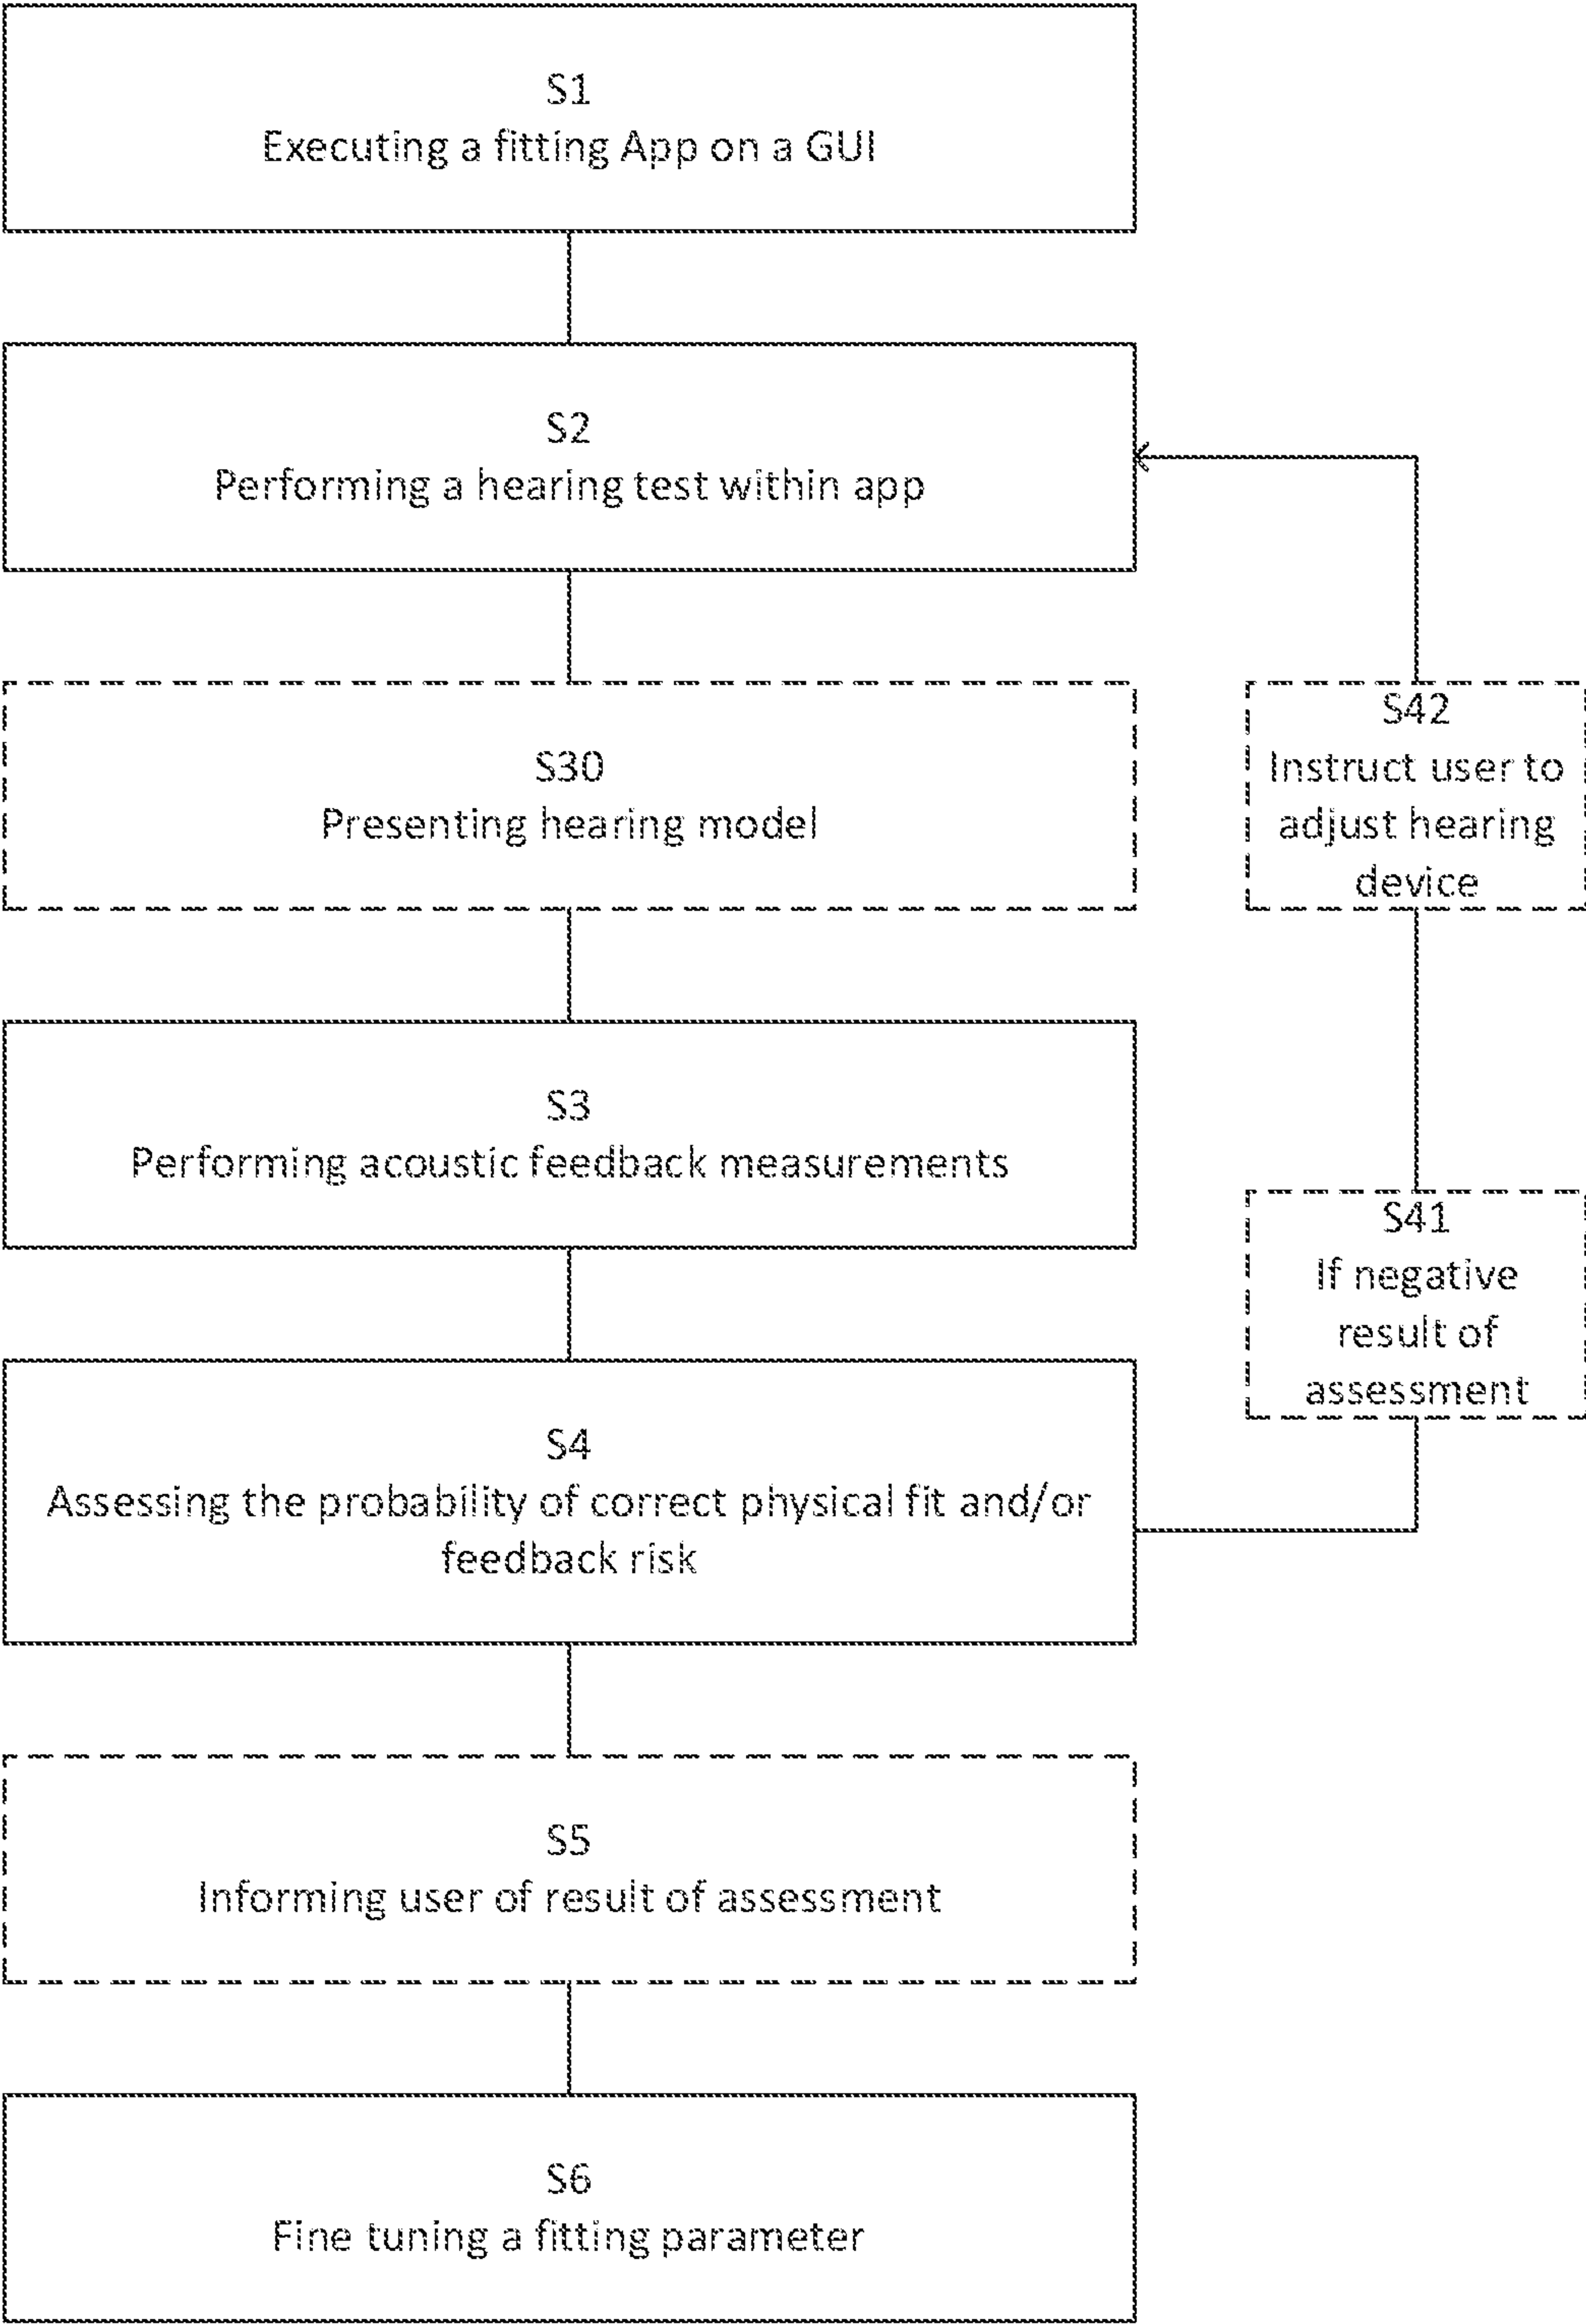 S1
Executing a fitting App on a GUI
S2
Performing a hearing test within app
S30
Presenting hearing model
S42
Instruct user to
adjust hearing
device
S3
Performing acoustic feedback measurements
S41
If negative
result of
assessment
S4
Assessing the probability of correct physical fit and/or
feedback risk
S5
Informing user of result of assessment
S6
Fine tuning a fitting parameter